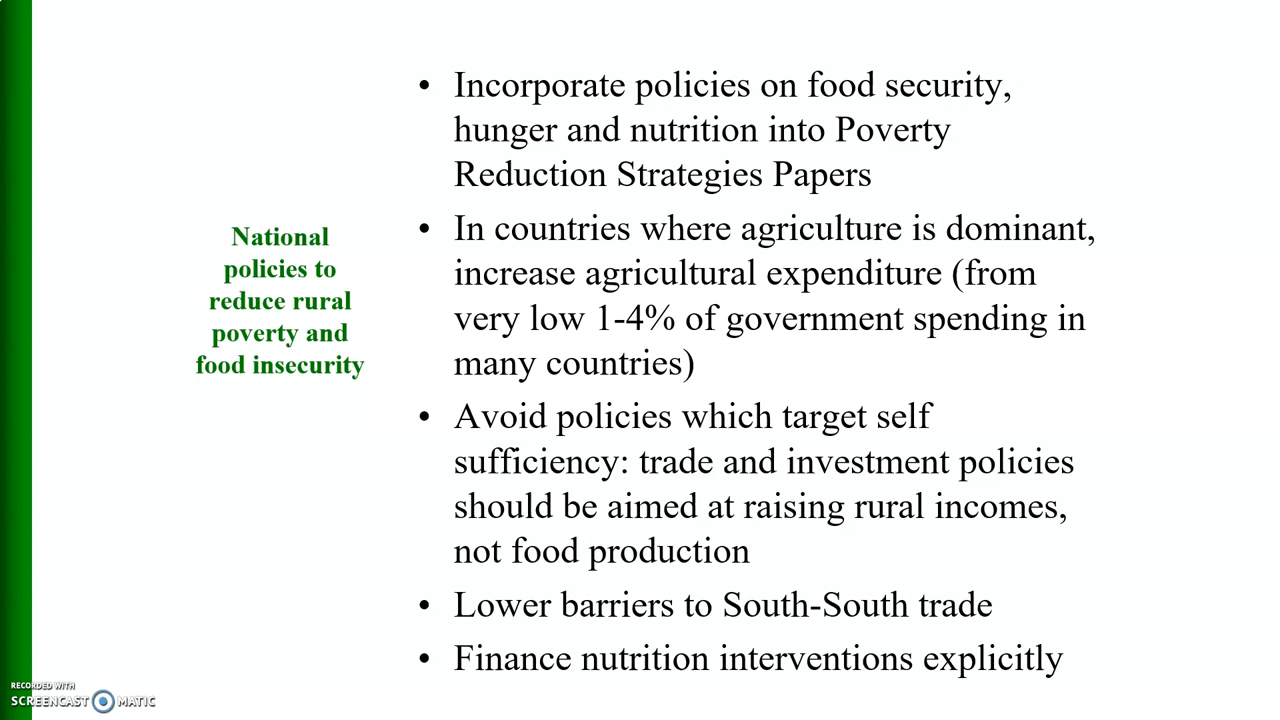 National
policies to
reduce rural
poverty and
food insecurity
• Incorporate policies on food security,
hunger and nutrition into Poverty
Reduction Strategies Papers
• In countries where agriculture is dominant,
increase agricultural expenditure (from
very low 1-4% of government spending in
many countries)
• Avoid policies which target self
sufficiency: trade and investment policies
should be aimed at raising rural incomes,
not food production
• Lower barriers to South-South trade
• Finance nutrition interventions explicitly
RECORDED WITH
SCREENCAST MATIC